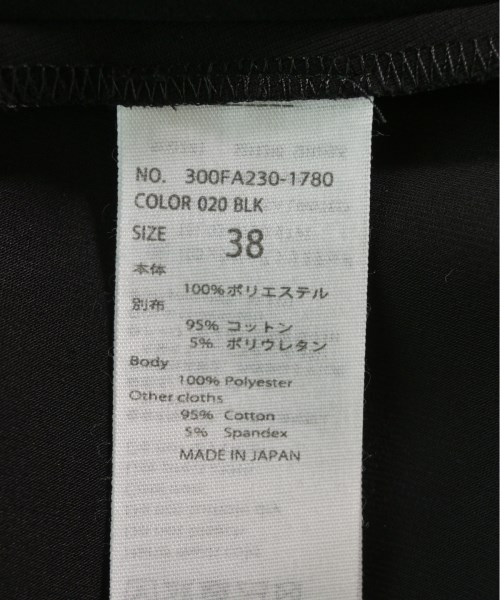 NO. 300FA230-1780
COLOR 020 BLK
SIZE 38
本体
100%ポリエステル
別布
95% コットン
5% ポリウレタン
Body
100% Polyester
Other cloths
95% Cotton
5% Spandex
MADE IN JAPAN